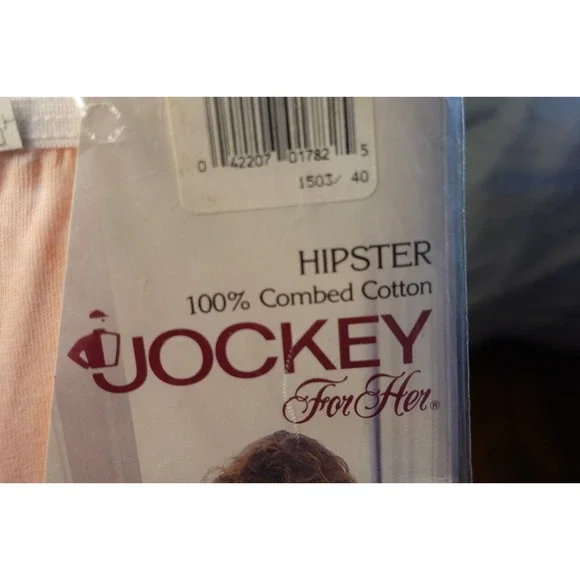 0 42207 01782 5
1503/ 40
HIPSTER
100% Combed Cotton
JOCKEY
For Her®